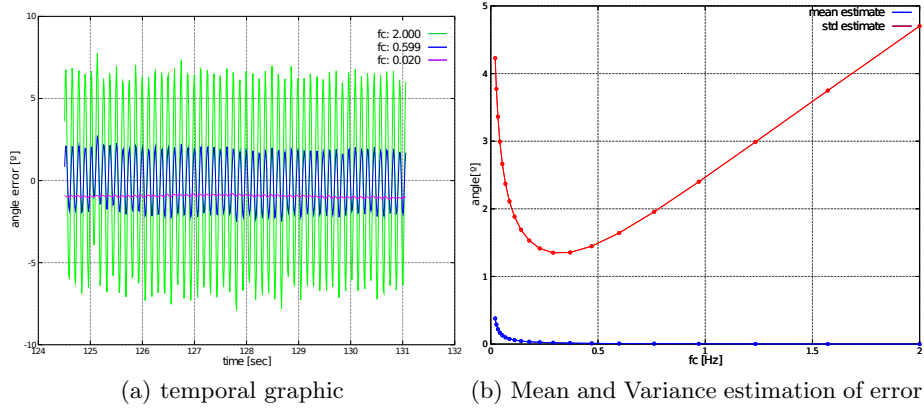 10
5
0
-5
-10
124
125
126
127
128
129
130
131
132
angle error [º]
time [sec]
fc: 2.000
fc: 0.599
fc: 0.020
5
4
3
2
1
0
0
0.5
1
1.5
2
angle[º]
fc [Hz]
mean estimate
std estimate
(a) temporal graphic
(b) Mean and Variance estimation of error